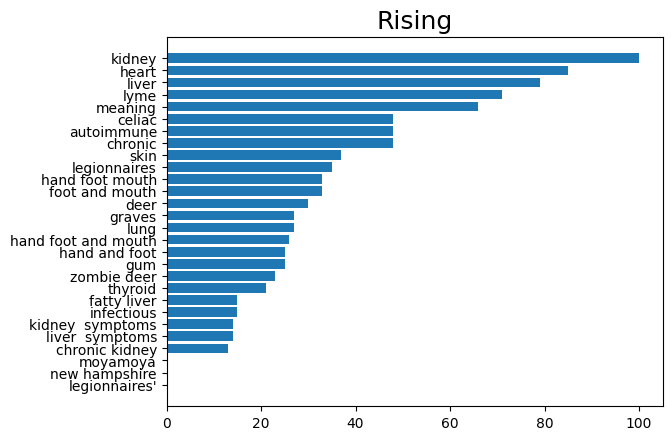 Rising
kidney
heart
liver
lyme
meaning
celiac
autoimmune
chronic
skin
legionnaires
hand foot mouth
foot and mouth
deer
graves
lung
hand foot and mouth
hand and foot
gum
zombie deer
thyroid
fatty liver
infectious
kidney  symptoms
liver  symptoms
chronic kidney
moyamoya
new hampshire
legionnaires'
0 20 40 60 80 100